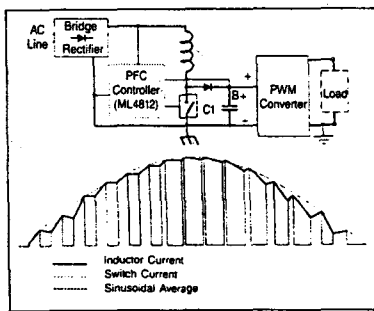 AC
Line
Bridge
Rectifier
PFC
Controller
(ML4812)
C1
B+
+
-
PWM
Converter
Load
Inductor Current
Switch Current
Sinusoidal Average